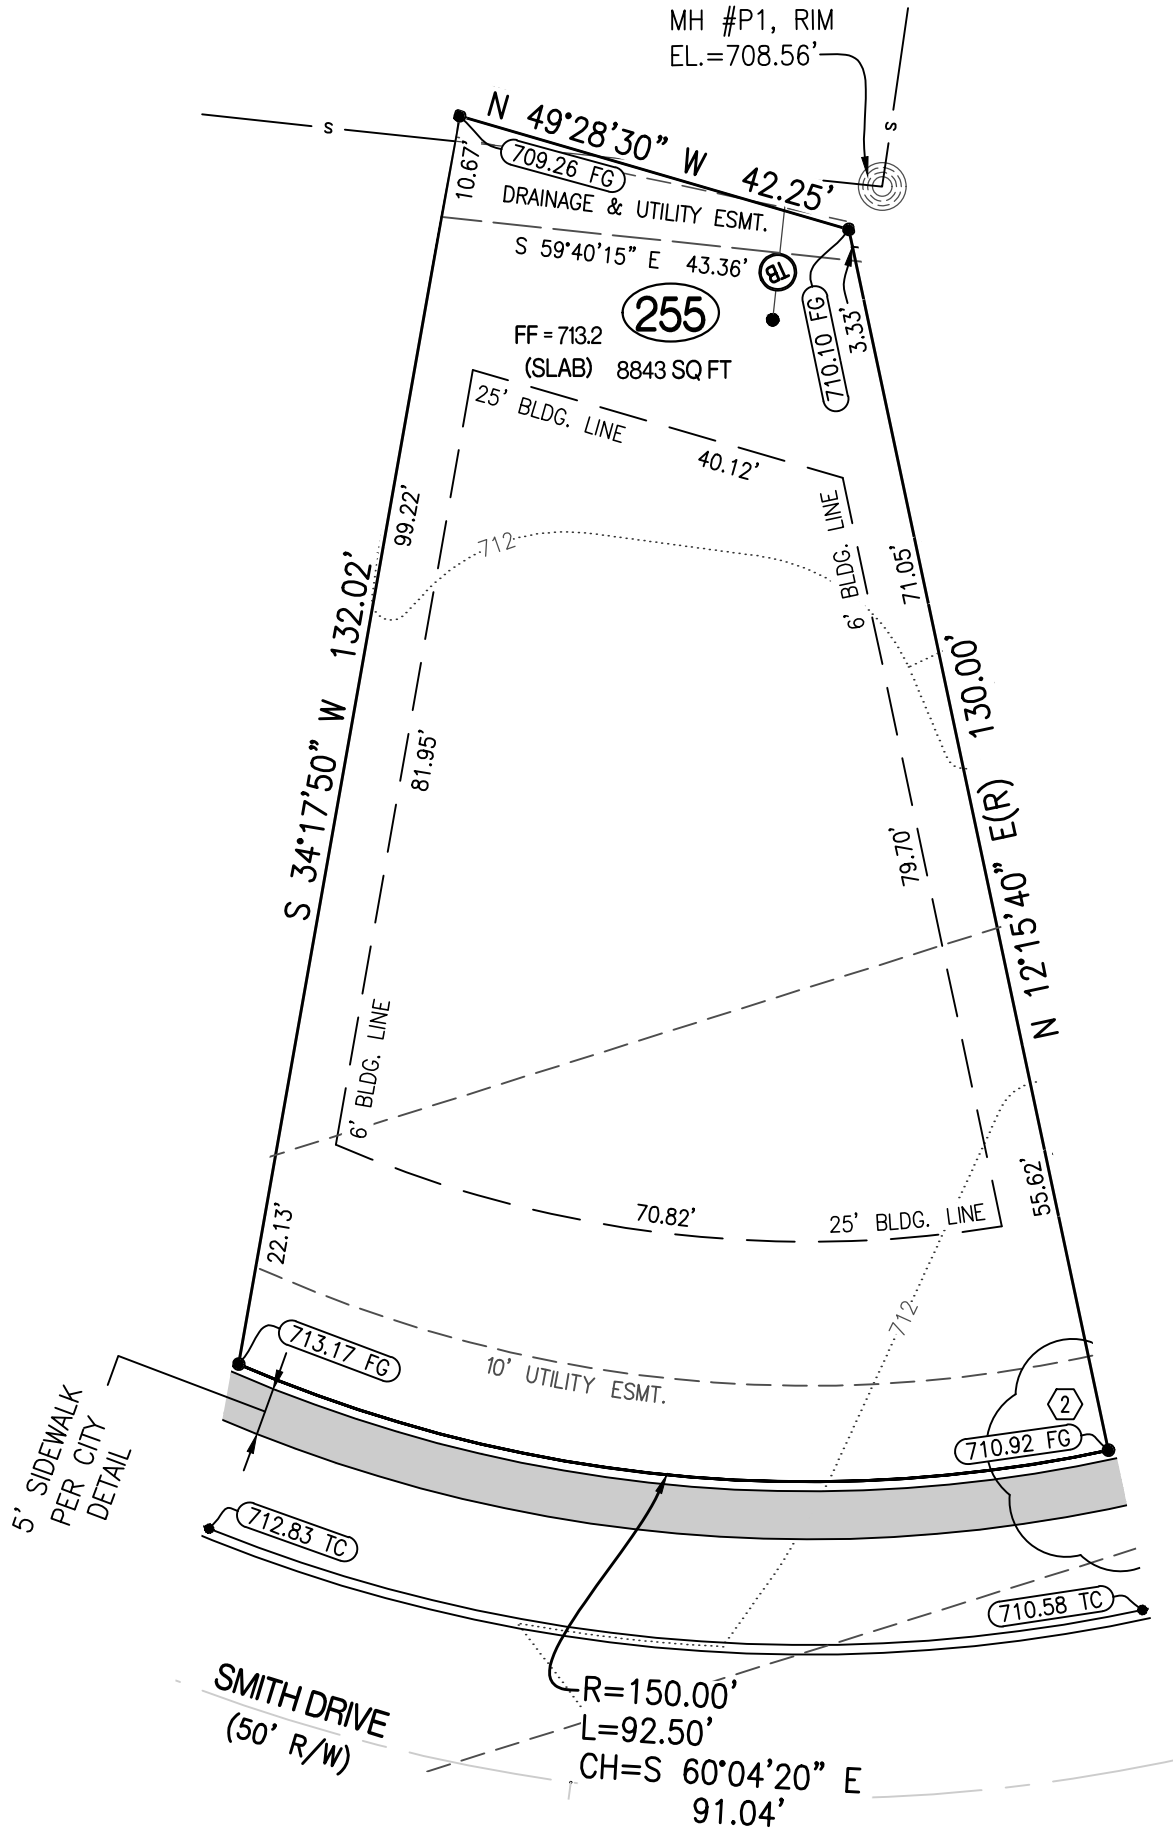 MH #P1, RIM
EL.=708.56'
s
s
N 49°28'30" W 42.25'
709.26 FG
10.67'
DRAINAGE & UTILITY ESMT.
S 59°40'15" E 43.36'
TB
255
FF = 713.2
(SLAB) 8843 SQ FT
710.10 FG
3.33'
25' BLDG. LINE
40.12'
6' BLDG. LINE
99.22'
712
71.05'
S 34°17'50" W 132.02'
81.95'
79.70'
N 12°15'40" E(R) 130.00'
6' BLDG. LINE
55.62'
70.82'
25' BLDG. LINE
22.13'
712
713.17 FG
10' UTILITY ESMT.
2
710.92 FG
5' SIDEWALK
PER CITY
DETAIL
712.83 TC
710.58 TC
SMITH DRIVE
(50' R/W)
R=150.00'
L=92.50'
CH=S 60°04'20" E
91.04'